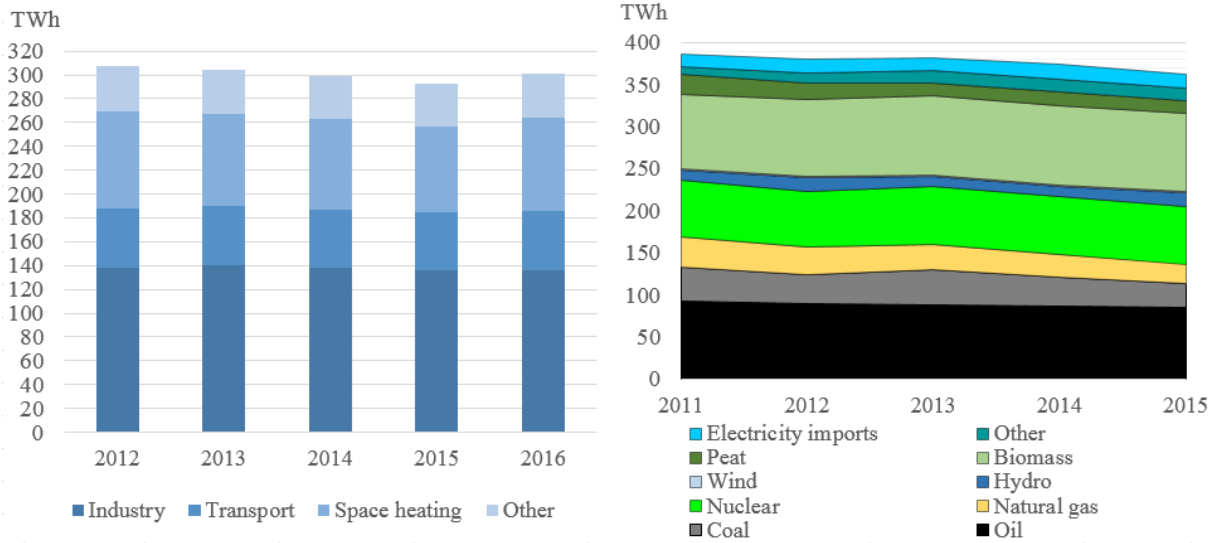 TWh
320
300
280
260
240
220
200
180
160
140
120
100
80
60
40
20
0
2012 2013 2014 2015 2016
Industry Transport Space heating Other
TWh
400
350
300
250
200
150
100
50
0
2011 2012 2013 2014 2015
Electricity imports Other
Peat Biomass
Wind Hydro
Nuclear Natural gas
Coal Oil